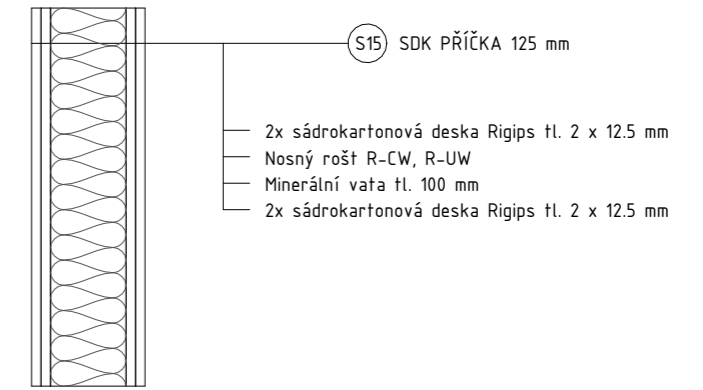 S15 SDK PŘÍČKA 125 mm
2x sádrokartonová deska Rigips tl. 2 x 12.5 mm
Nosný rošt R-CW, R-UW
Minerální vata tl. 100 mm
2x sádrokartonová deska Rigips tl. 2 x 12.5 mm